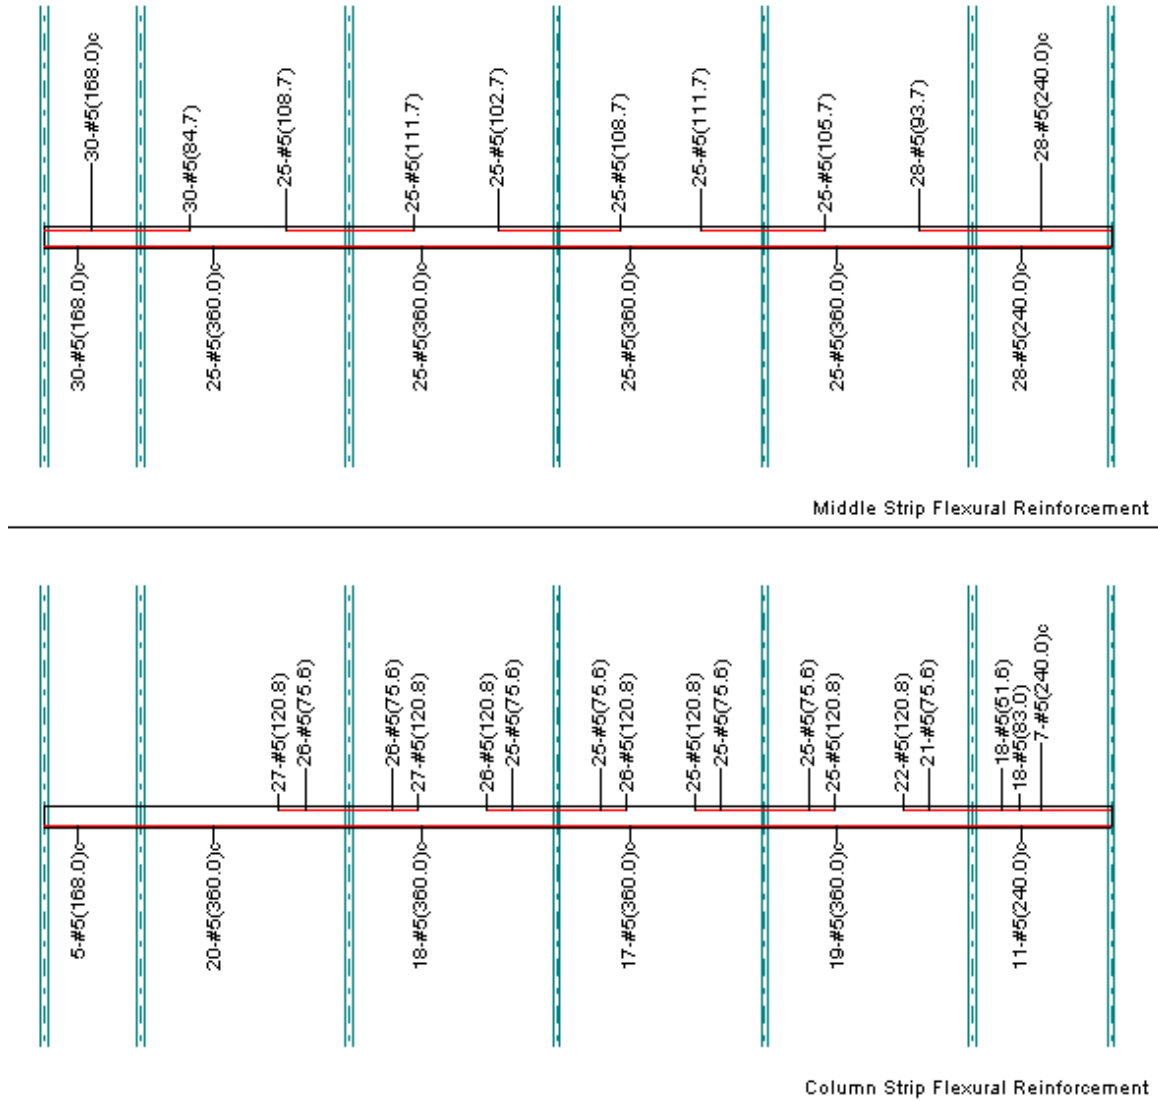 30-#5(168.0)c
30-#5(84.7)
25-#5(108.7)
25-#5(111.7)
25-#5(102.7)
25-#5(108.7)
25-#5(111.7)
25-#5(105.7)
28-#5(93.7)
28-#5(240.0)c
30-#5(168.0)c
25-#5(360.0)c
25-#5(360.0)c
25-#5(360.0)c
25-#5(360.0)c
28-#5(240.0)c
Middle Strip Flexural Reinforcement
27-#5(120.8)
26-#5(75.6)
26-#5(75.6)
27-#5(120.8)
26-#5(120.8)
25-#5(75.6)
25-#5(75.6)
26-#5(120.8)
25-#5(120.8)
25-#5(75.6)
25-#5(75.6)
25-#5(120.8)
22-#5(120.8)
21-#5(75.6)
18-#5(51.6)
18-#5(83.0)
7-#5(240.0)c
5-#5(168.0)c
20-#5(360.0)c
18-#5(360.0)c
17-#5(360.0)c
19-#5(360.0)c
11-#5(240.0)c
Column Strip Flexural Reinforcement